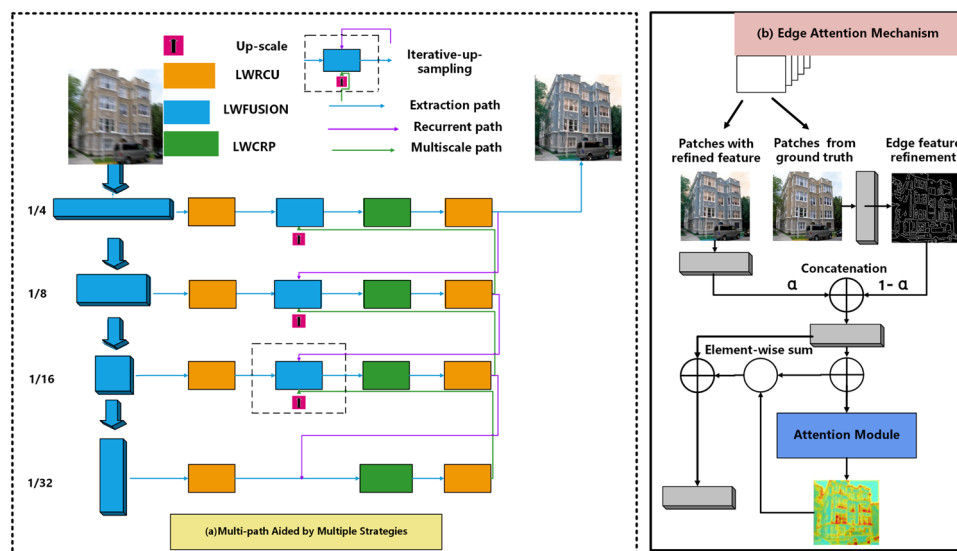 Up-scale
LWRCU
LWFUSION
LWCRP
Iterative-up-
sampling
Extraction path
Recurrent path
Multiscale path
1/4
1/8
1/16
1/32
(a)Multi-path Aided by Multiple Strategies
(b) Edge Attention Mechanism
Patches with
refined feature
Patches from
ground truth
Edge feature
refinement
Concatenation
α
1- α
Element-wise sum
Attention Module